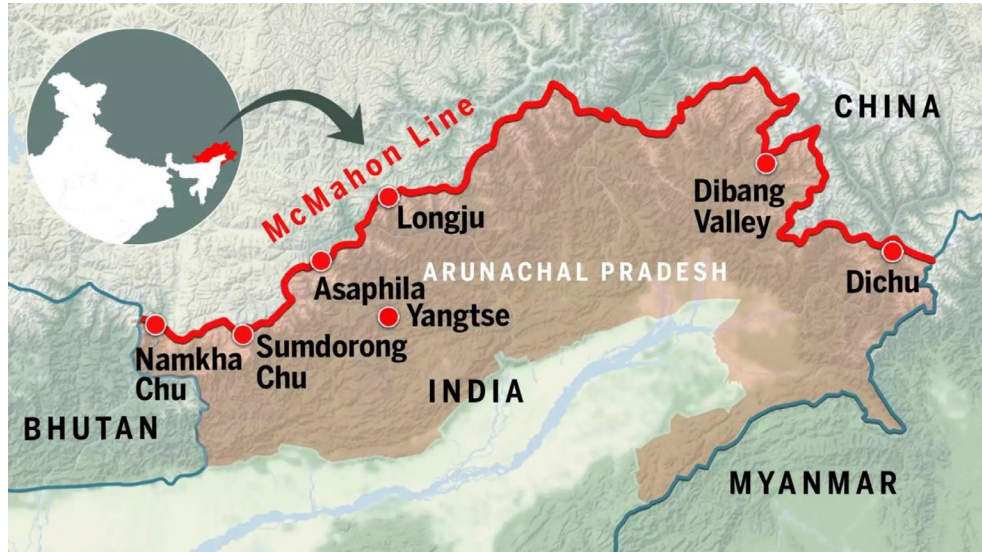 McMahon Line
CHINA
Dibang
Valley
Longju
ARUNACHAL PRADESH
Asaphila
Dichu
Yangtse
Namkha
Chu
Sumdorong
Chu
INDIA
BHUTAN
MYANMAR